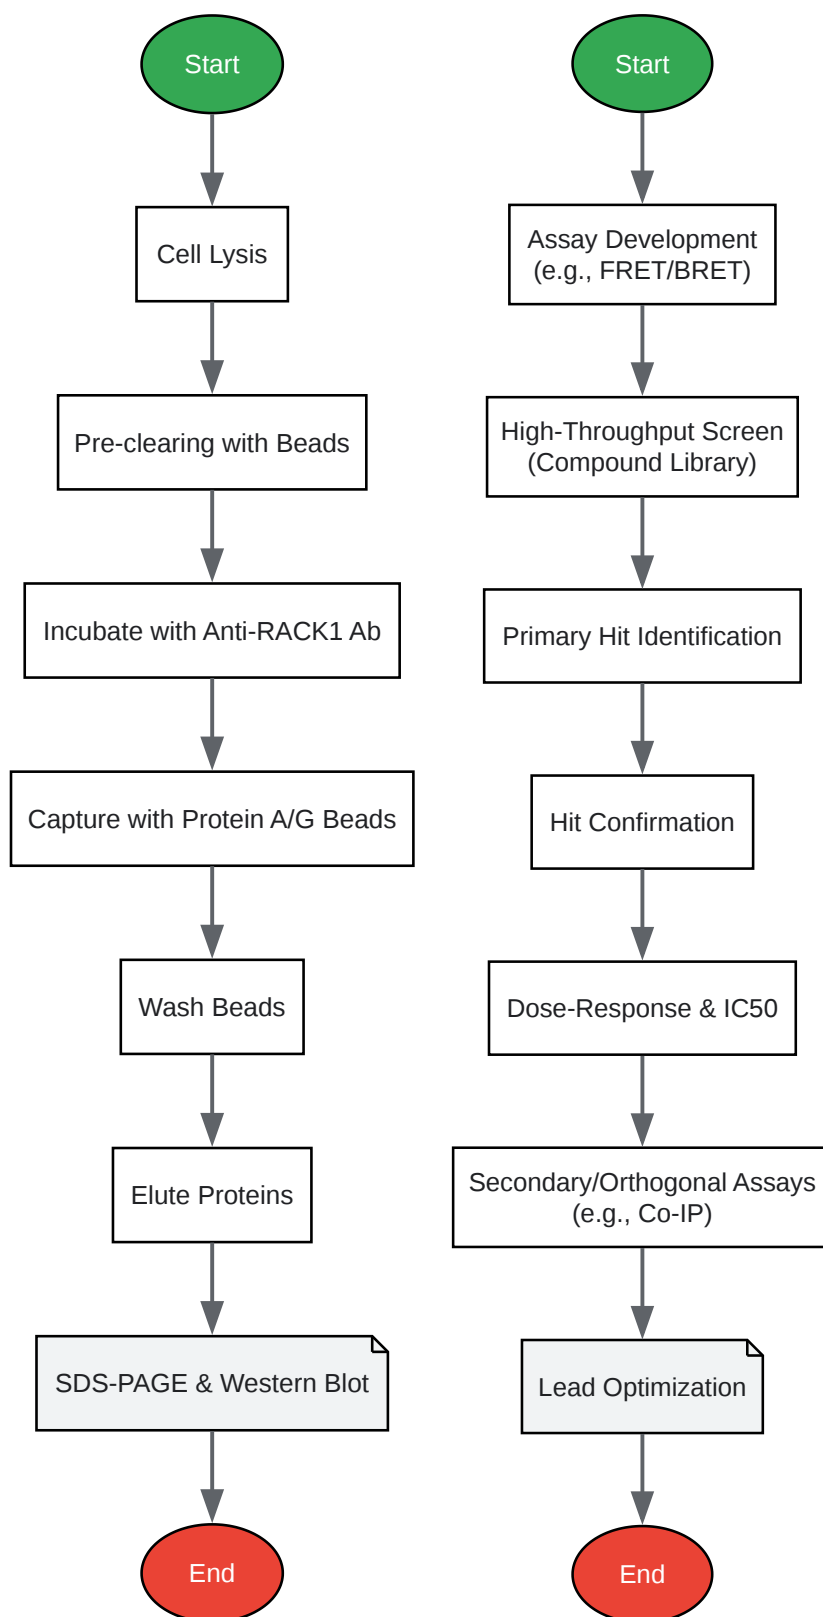 Start
Cell Lysis
Pre-clearing with Beads
Incubate with Anti-RACK1 Ab
Capture with Protein A/G Beads
Wash Beads
Elute Proteins
SDS-PAGE & Western Blot
End
Start
Assay Development
(e.g., FRET/BRET)
High-Throughput Screen
(Compound Library)
Primary Hit Identification
Hit Confirmation
Dose-Response & IC50
Secondary/Orthogonal Assays
(e.g., Co-IP)
Lead Optimization
End